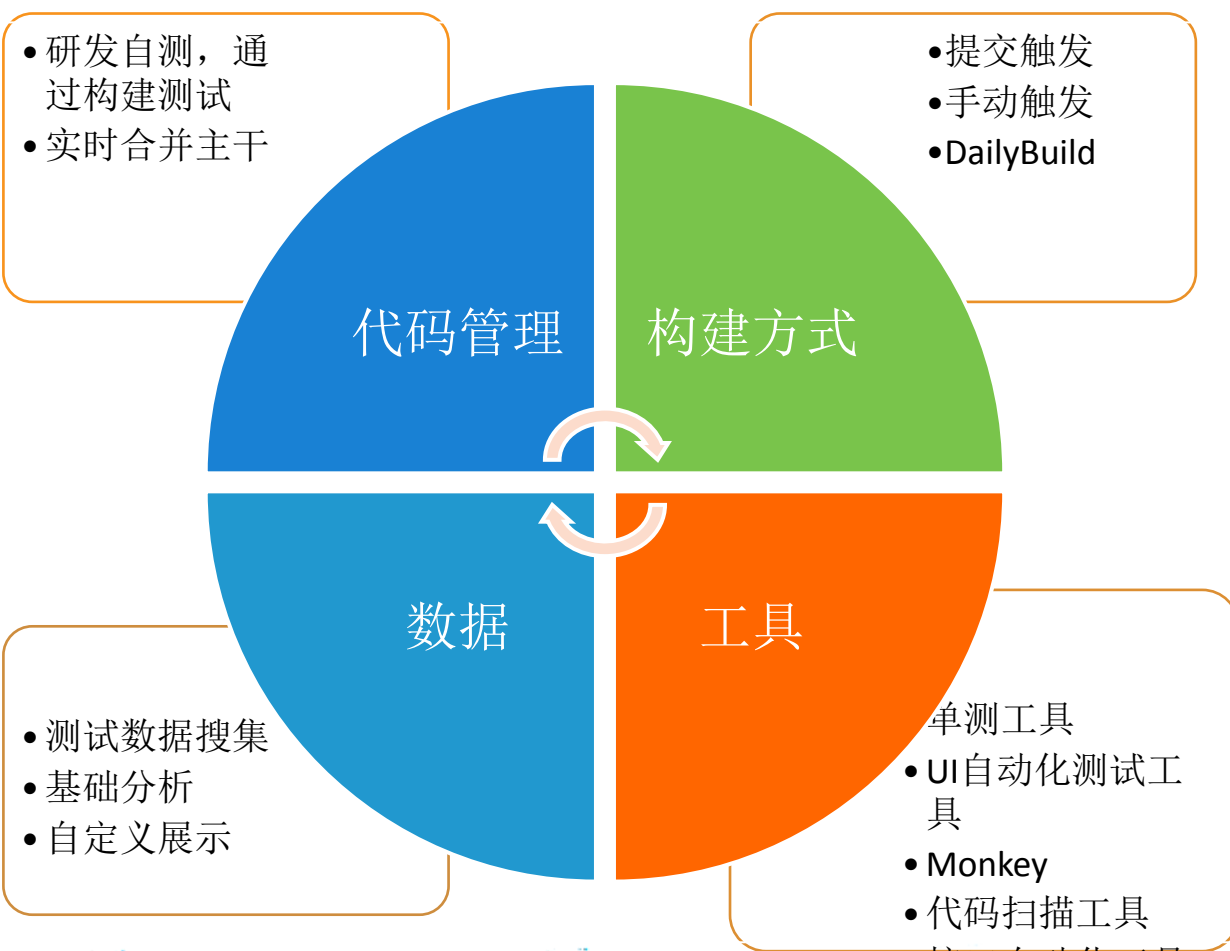 • 研发自测，通
过构建测试
• 实时合并主干
•提交触发
•手动触发
•DailyBuild
代码管理
构建方式
数据
工具
• 测试数据搜集
• 基础分析
• 自定义展示
单测工具
• UI自动化测试工
具
• Monkey
• 代码扫描工具